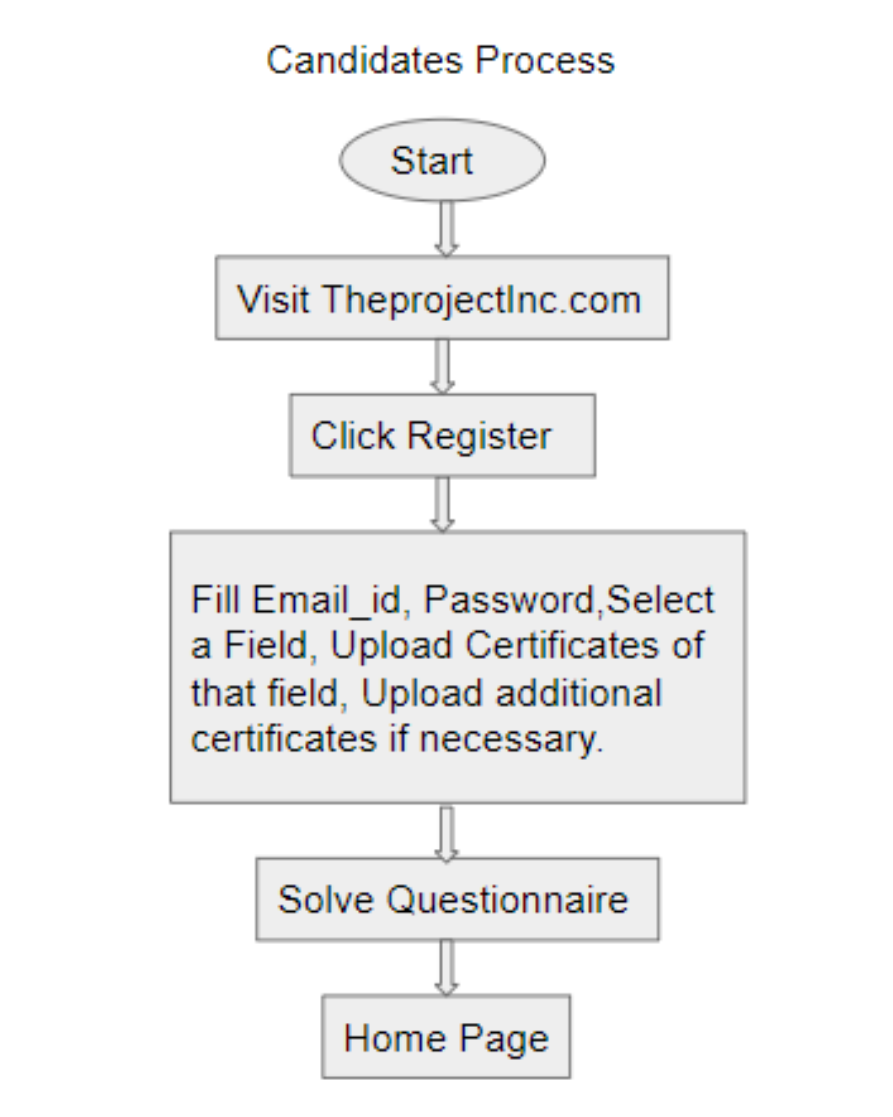 Candidates Process
Start
Visit TheprojectInc.com
Click Register
Fill Email_id, Password,Select
a Field, Upload Certificates of
that field, Upload additional
certificates if necessary.
Solve Questionnaire
Home Page